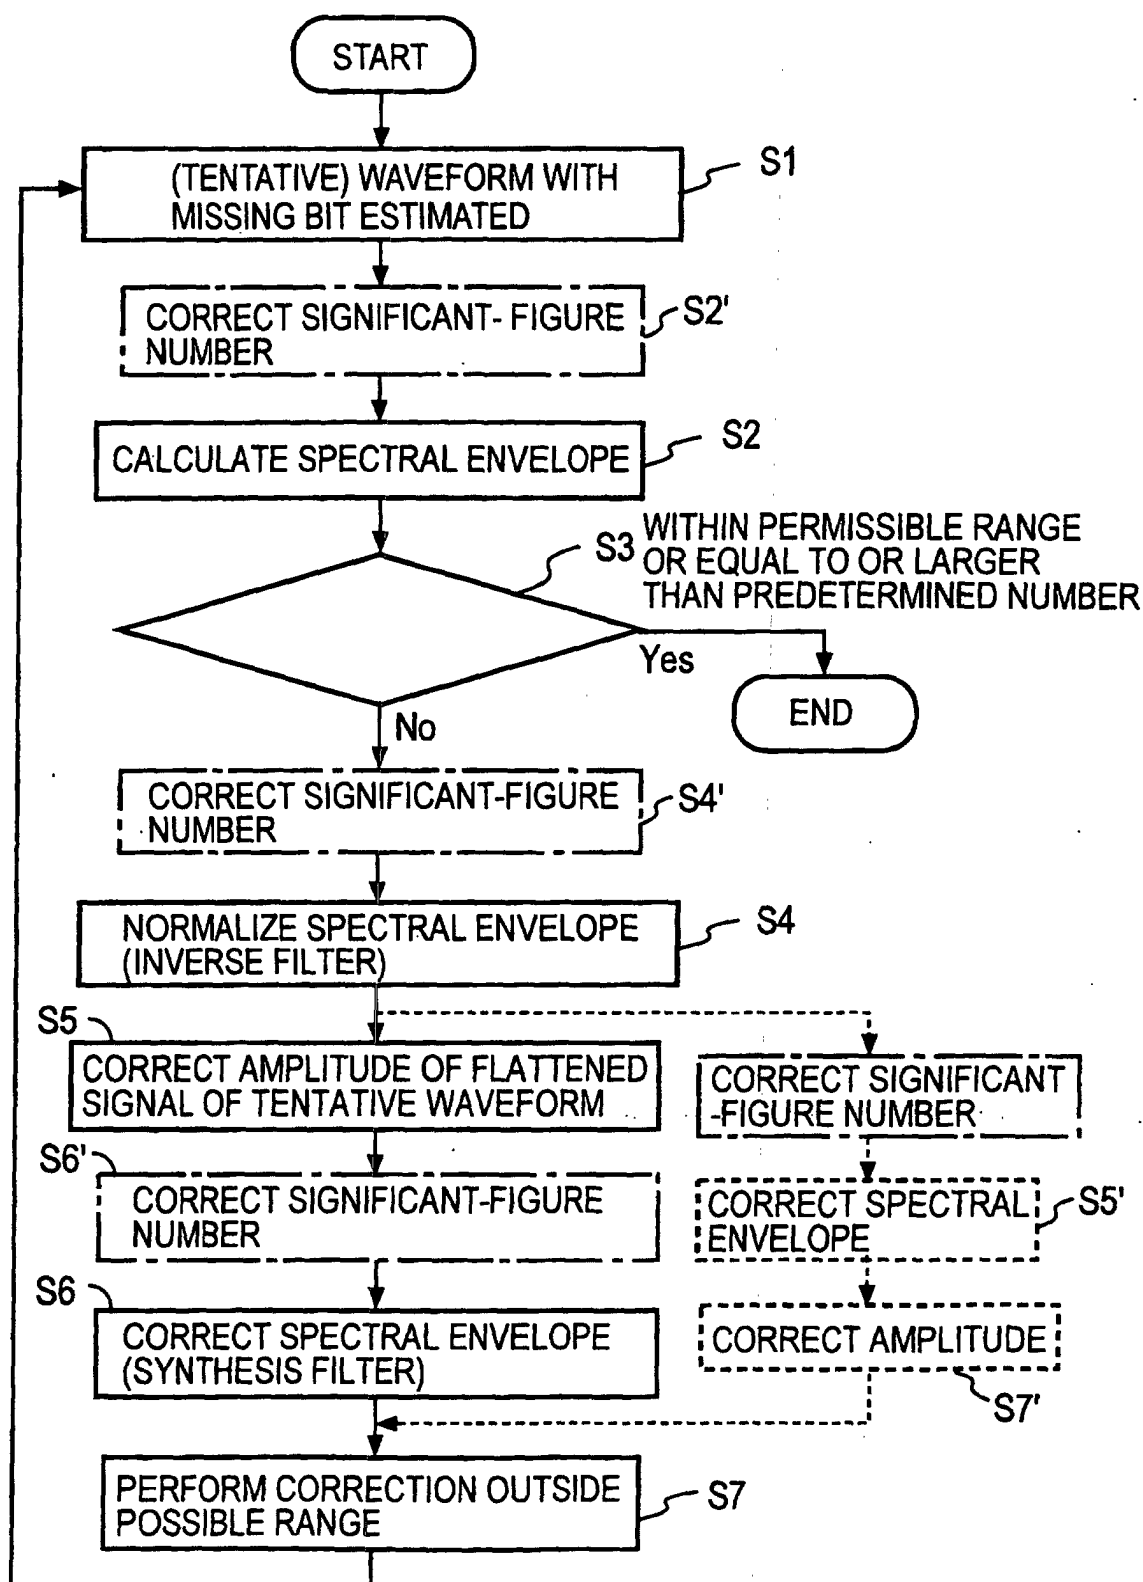 START
(TENTATIVE) WAVEFORM WITH
MISSING BIT ESTIMATED
S1
CORRECT SIGNIFICANT- FIGURE
NUMBER
S2'
CALCULATE SPECTRAL ENVELOPE
S2
S3
WITHIN PERMISSIBLE RANGE
OR EQUAL TO OR LARGER
THAN PREDETERMINED NUMBER
Yes
END
No
CORRECT SIGNIFICANT-FIGURE
NUMBER
S4'
NORMALIZE SPECTRAL ENVELOPE
(INVERSE FILTER)
S4
S5
CORRECT AMPLITUDE OF FLATTENED
SIGNAL OF TENTATIVE WAVEFORM
CORRECT SIGNIFICANT
-FIGURE NUMBER
S6'
CORRECT SIGNIFICANT-FIGURE
NUMBER
CORRECT SPECTRAL
ENVELOPE
S5'
S6
CORRECT SPECTRAL ENVELOPE
(SYNTHESIS FILTER)
CORRECT AMPLITUDE
S7'
PERFORM CORRECTION OUTSIDE
POSSIBLE RANGE
S7